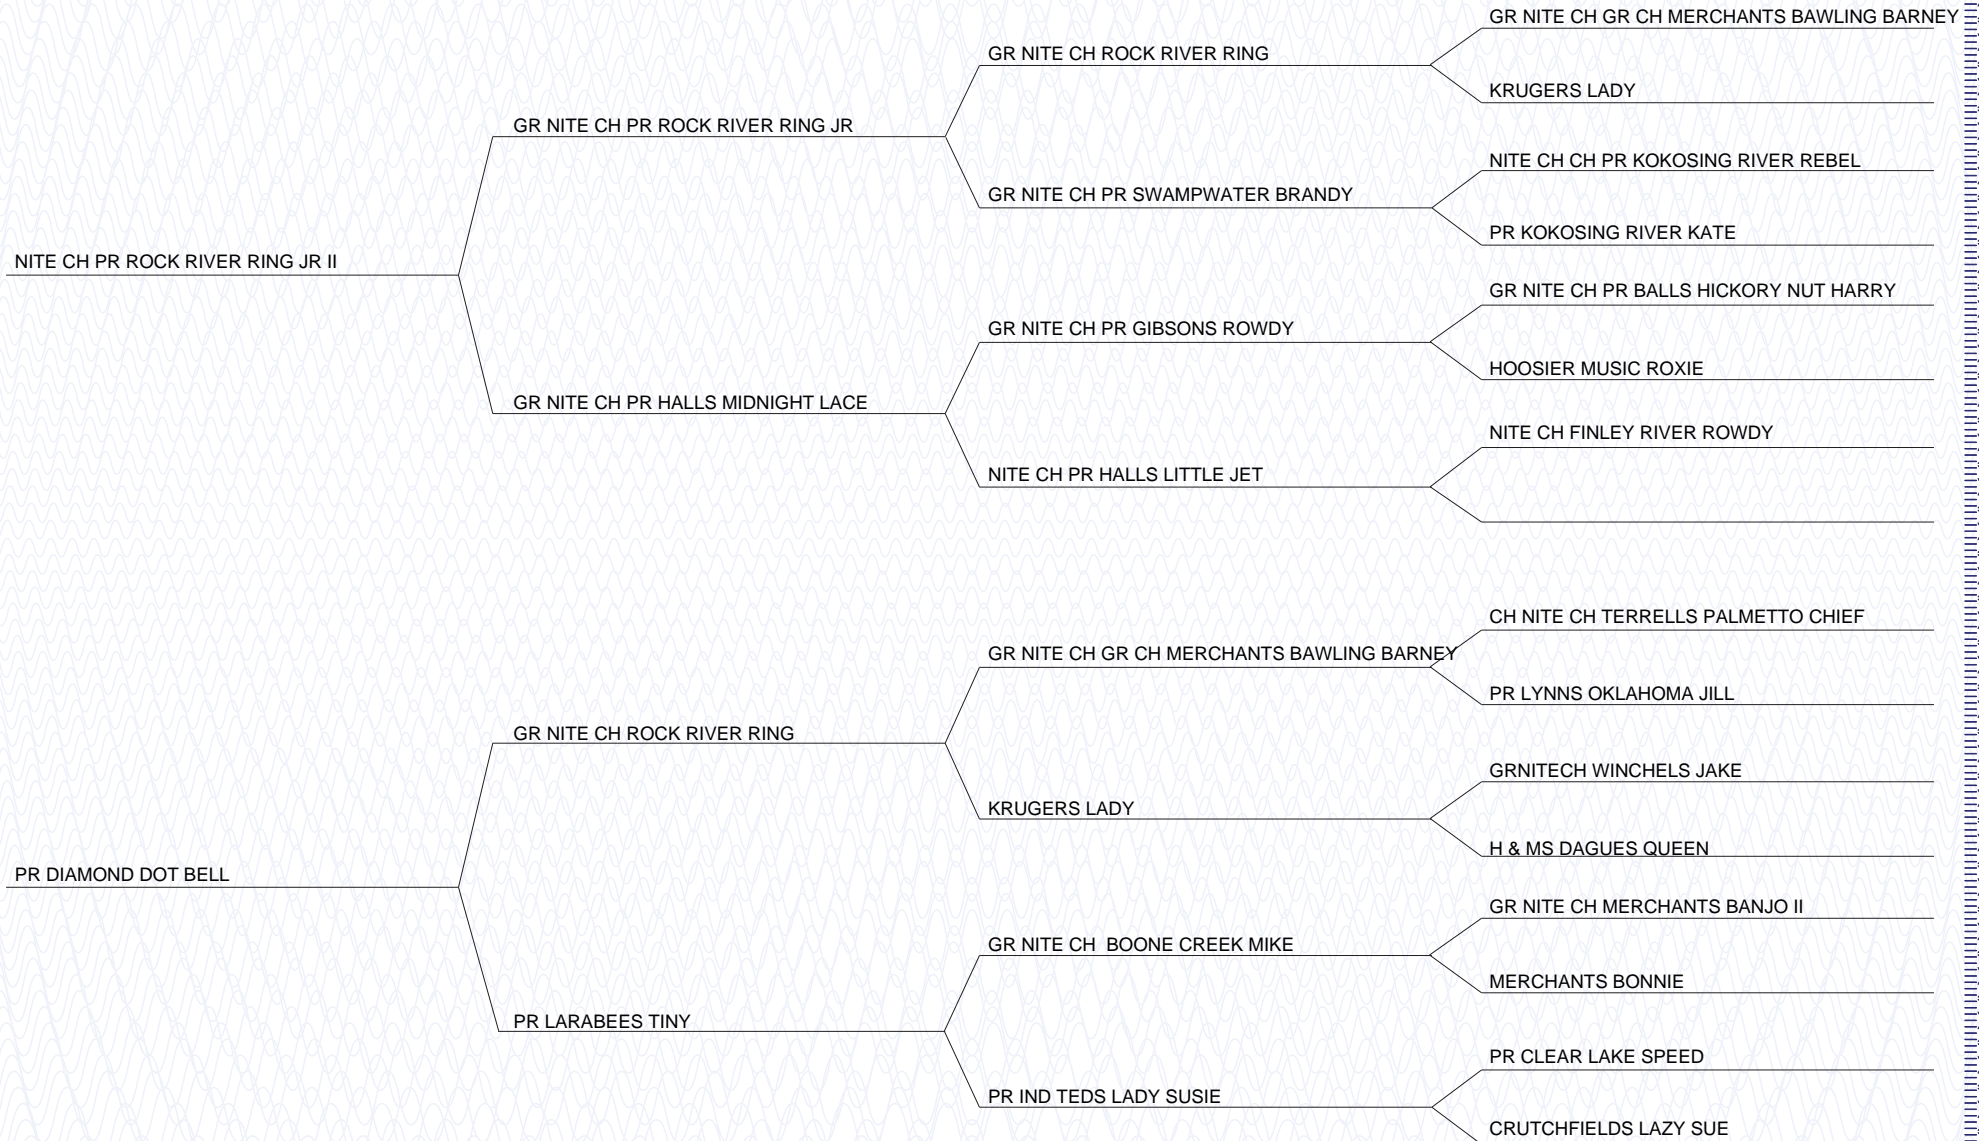 GR NITE CH GR CH MERCHANTS BAWLING BARNEY
GR NITE CH ROCK RIVER RING
KRUGERS LADY
GR NITE CH PR ROCK RIVER RING JR
NITE CH CH PR KOKOSING RIVER REBEL
GR NITE CH PR SWAMPWATER BRANDY
PR KOKOSING RIVER KATE
NITE CH PR ROCK RIVER RING JR II
GR NITE CH PR BALLS HICKORY NUT HARRY
GR NITE CH PR GIBSONS ROWDY
HOOSIER MUSIC ROXIE
GR NITE CH PR HALLS MIDNIGHT LACE
NITE CH FINLEY RIVER ROWDY
NITE CH PR HALLS LITTLE JET
CH NITE CH TERRELLS PALMETTO CHIEF
GR NITE CH GR CH MERCHANTS BAWLING BARNEY
PR LYNNS OKLAHOMA JILL
GR NITE CH ROCK RIVER RING
GRNITECH WINCHELS JAKE
KRUGERS LADY
H & MS DAGUES QUEEN
PR DIAMOND DOT BELL
GR NITE CH MERCHANTS BANJO II
GR NITE CH  BOONE CREEK MIKE
MERCHANTS BONNIE
PR LARABEES TINY
PR CLEAR LAKE SPEED
PR IND TEDS LADY SUSIE
CRUTCHFIELDS LAZY SUE